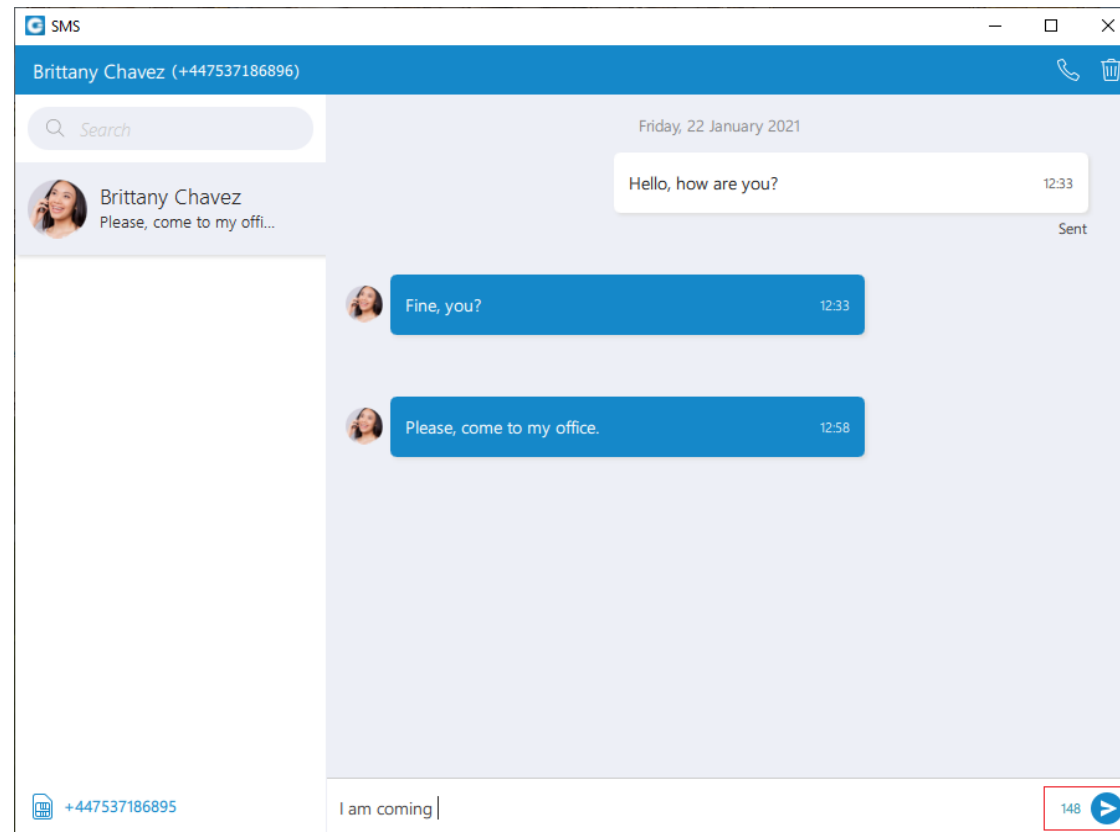 SMS
Brittany Chavez (+447537186896)
Search
Brittany Chavez
Please, come to my offi...
Friday, 22 January 2021
Hello, how are you? 12:33
Sent
Fine, you? 12:33
Please, come to my office. 12:58
+447537186895
I am coming
148